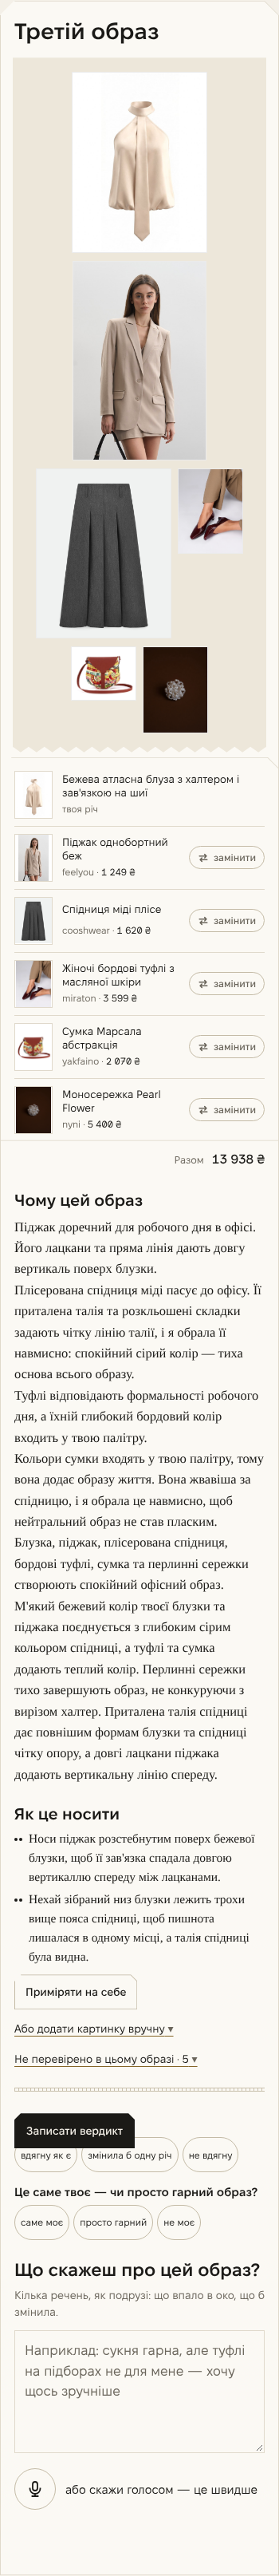 Третій образ
Бежева атласна блуза з халтером і
зав'язкою на шиї
твоя річ
Піджак однобортний
беж
feelyou · 1 249 ₴
⇄ замінити
Спідниця міді плісе
cooshwear · 1 620 ₴
⇄ замінити
Жіночі бордові туфлі з
масляної шкіри
miraton · 3 599 ₴
⇄ замінити
Сумка Марсала
абстракція
yakfaino · 2 070 ₴
⇄ замінити
Моносережка Pearl
Flower
nyni · 5 400 ₴
⇄ замінити
Разом 13 938 ₴
Чому цей образ
Піджак доречний для робочого дня в офісі.
Його лацкани та пряма лінія дають довгу
вертикаль поверх блузки.
Плісерована спідниця міді пасує до офісу. Її
приталена талія та розкльошені складки
задають чітку лінію талії, і я обрала її
навмисно: спокійний сірий колір — тиха
основа всього образу.
Туфлі відповідають формальності робочого
дня, а їхній глибокий бордовий колір
входить у твою палітру.
Кольори сумки входять у твою палітру, тому
вона додає образу життя. Вона жвавіша за
спідницю, і я обрала це навмисно, щоб
нейтральний образ не став пласким.
Блузка, піджак, плісерована спідниця,
бордові туфлі, сумка та перлинні сережки
створюють спокійний офісний образ.
М'який бежевий колір твоєї блузки та
піджака поєднується з глибоким сірим
кольором спідниці, а туфлі та сумка
додають теплий колір. Перлинні сережки
тихо завершують образ, не конкуруючи з
вирізом халтер. Приталена талія спідниці
дає повнішим формам блузки та спідниці
чітку опору, а довгі лацкани піджака
додають вертикальну лінію спереду.
Як це носити
Носи піджак розстебнутим поверх бежевої
блузки, щоб її зав'язка спадала довгою
вертикаллю спереду між лацканами.
Нехай зібраний низ блузки лежить трохи
вище пояса спідниці, щоб пишнота
лишалася в одному місці, а талія спідниці
була видна.
Приміряти на себе
Або додати картинку вручну ▾
Не перевірено в цьому образі · 5 ▾
Записати вердикт
вдягну як є
змінила б одну річ
не вдягну
Це саме твоє — чи просто гарний образ?
саме моє
просто гарний
не моє
Що скажеш про цей образ?
Кілька речень, як подрузі: що впало в око, що б
змінила.
Наприклад: сукня гарна, але туфлі
на підборах не для мене — хочу
щось зручніше
або скажи голосом — це швидше